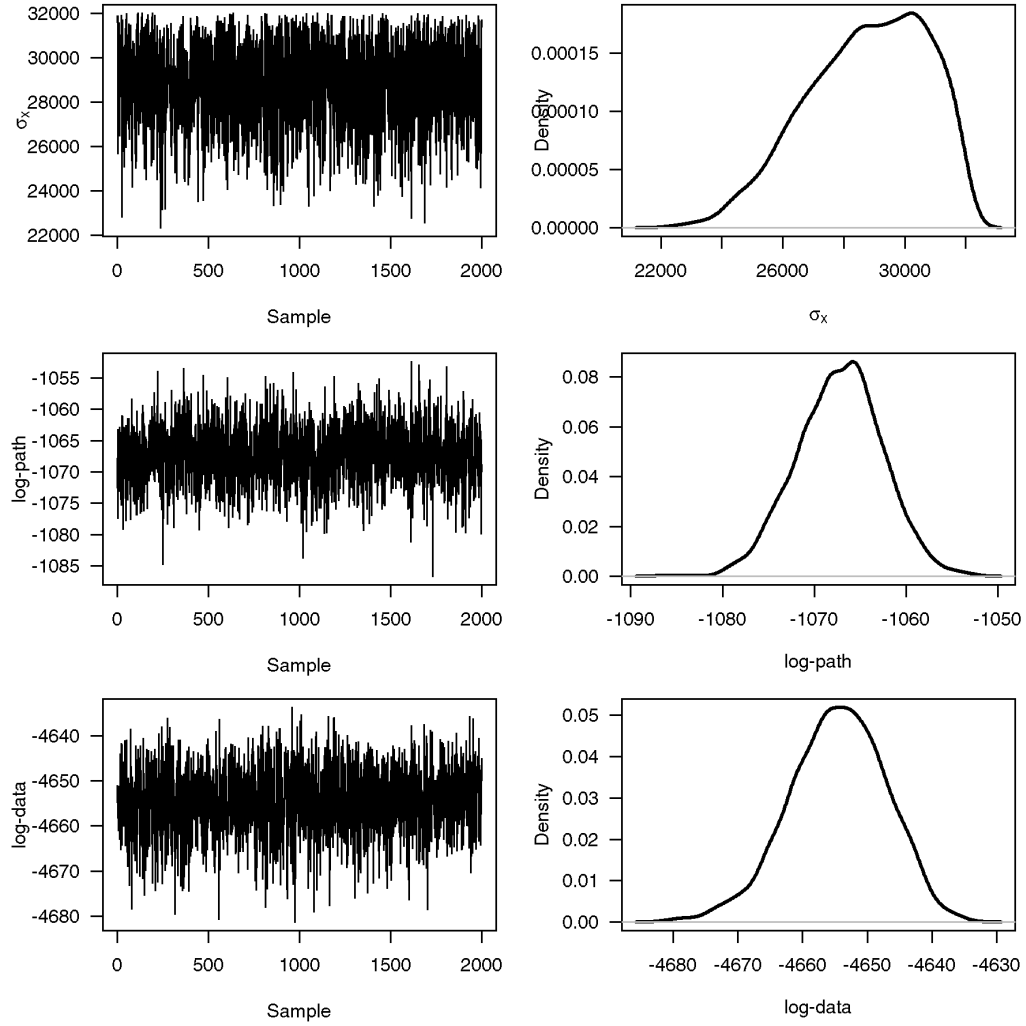 32000
30000
28000
26000
24000
22000
σx
0 500 1000 1500 2000
Sample
0.00015
0.00010
0.00005
0.00000
Density
22000 26000 30000
σx
-1055
-1060
-1065
-1070
-1075
-1080
-1085
log-path
0 500 1000 1500 2000
Sample
0.08
0.06
0.04
0.02
0.00
Density
-1090 -1080 -1070 -1060 -1050
log-path
-4640
-4650
-4660
-4670
-4680
log-data
0 500 1000 1500 2000
Sample
0.05
0.04
0.03
0.02
0.01
0.00
Density
-4680 -4670 -4660 -4650 -4640 -4630
log-data